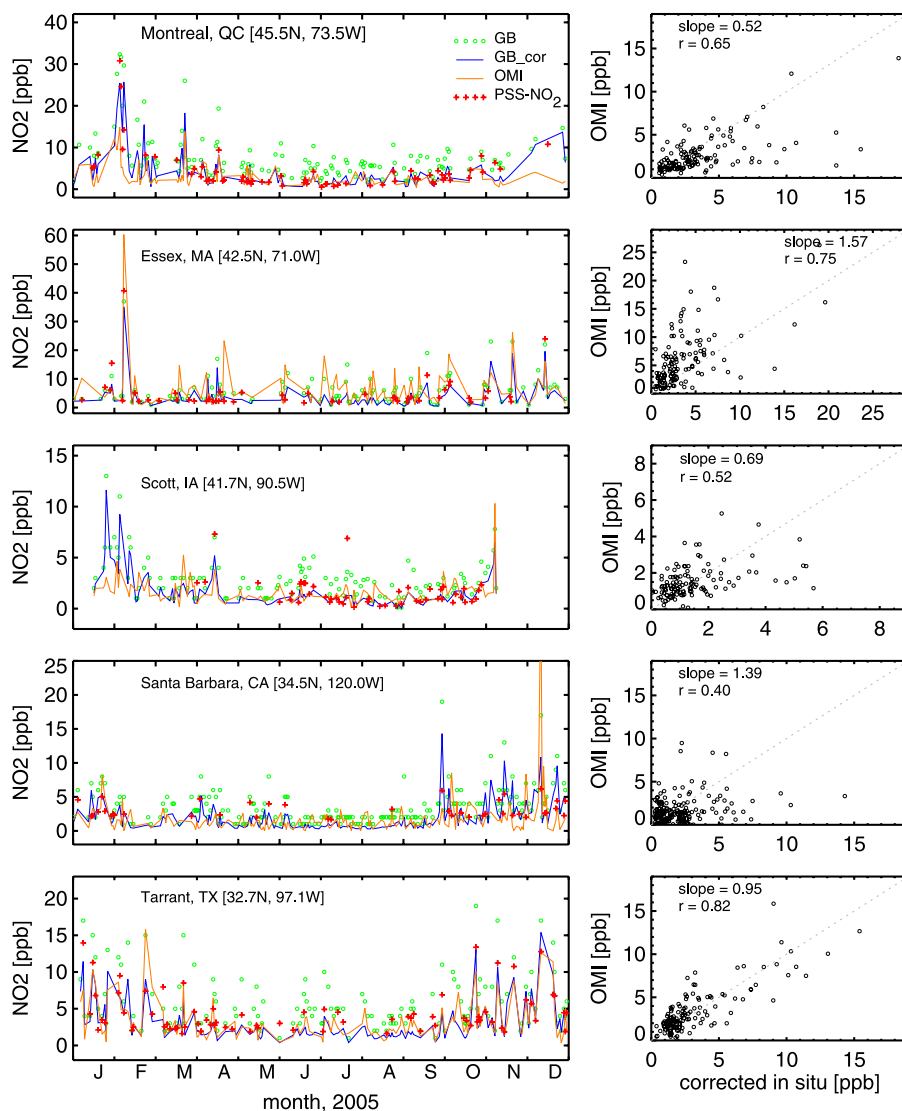 Montreal, QC [45.5N, 73.5W]
GB
GB_cor
OMI
PSS-NO2
NO2 [ppb]
40
30
20
10
0
slope = 0.52
r = 0.65
OMI [ppb]
15
10
5
0
0 5 10 15
Essex, MA [42.5N, 71.0W]
NO2 [ppb]
60
50
40
30
20
10
0
slope = 1.57
r = 0.75
OMI [ppb]
25
20
15
10
5
0
0 5 10 15 20 25
Scott, IA [41.7N, 90.5W]
NO2 [ppb]
15
10
5
0
slope = 0.69
r = 0.52
OMI [ppb]
8
6
4
2
0
0 2 4 6 8
Santa Barbara, CA [34.5N, 120.0W]
NO2 [ppb]
25
20
15
10
5
0
slope = 1.39
r = 0.40
OMI [ppb]
15
10
5
0
0 5 10 15
Tarrant, TX [32.7N, 97.1W]
NO2 [ppb]
20
15
10
5
0
J F M A M J J A S O N D
month, 2005
slope = 0.95
r = 0.82
OMI [ppb]
15
10
5
0
0 5 10 15
corrected in situ [ppb]